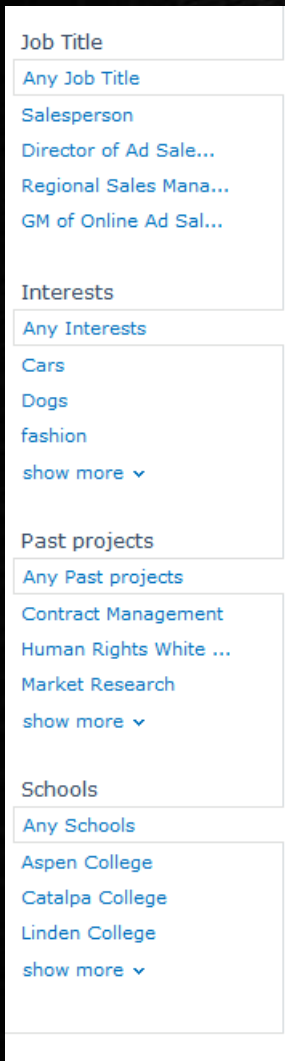 Job Title
Any Job Title
Salesperson
Director of Ad Sale...
Regional Sales Mana...
GM of Online Ad Sal...
Interests
Any Interests
Cars
Dogs
fashion
show more
Past projects
Any Past projects
Contract Management
Human Rights White ...
Market Research
show more
Schools
Any Schools
Aspen College
Catalpa College
Linden College
show more